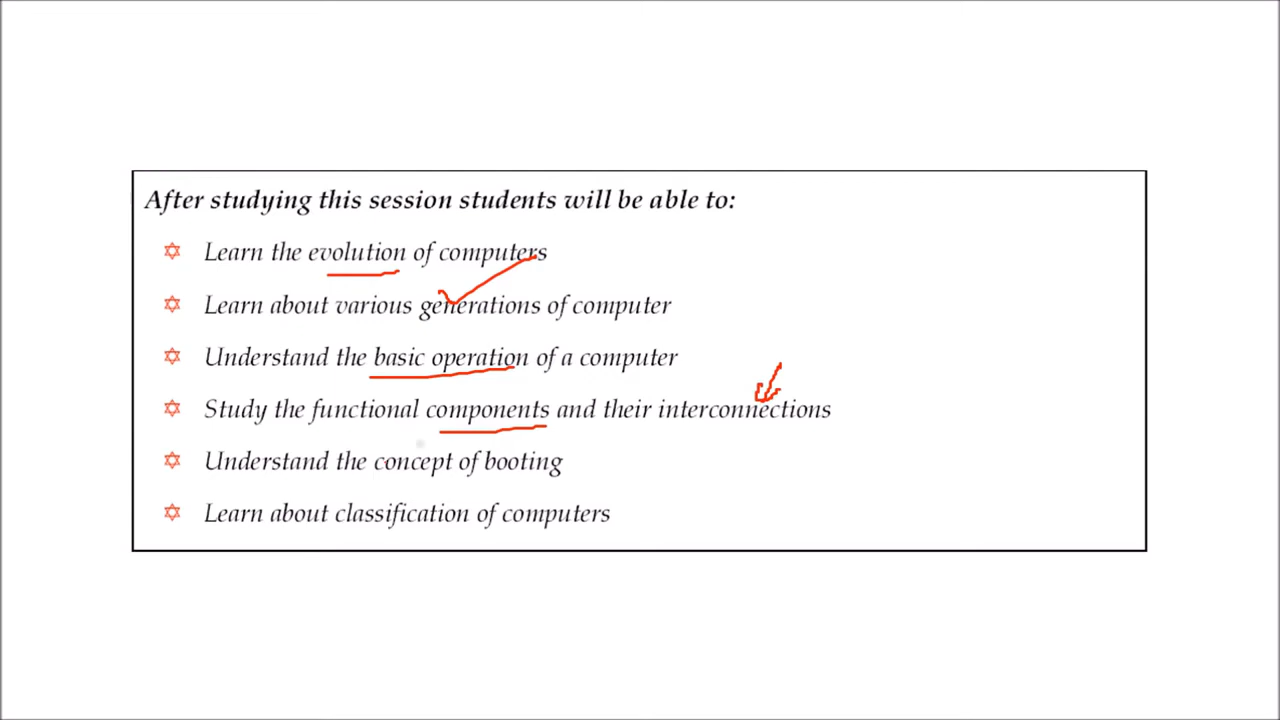 After studying this session students will be able to:
Learn the evolution of computers
Learn about various generations of computer
Understand the basic operation of a computer
Study the functional components and their interconnections
Understand the concept of booting
Learn about classification of computers